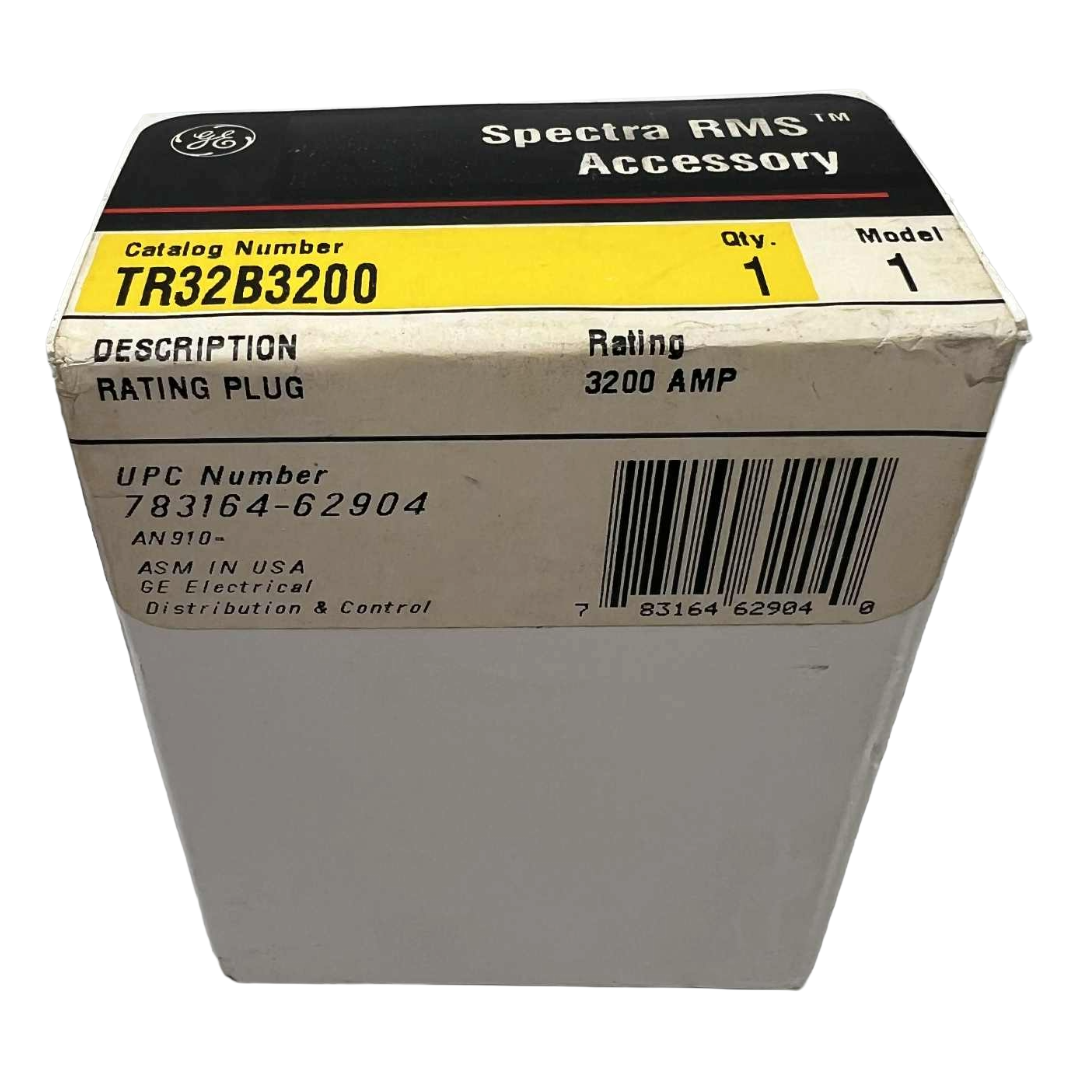 GE
Spectra RMS™
Accessory
Catalog Number Qty. Model
TR32B3200 1 1
DESCRIPTION Rating
RATING PLUG 3200 AMP
UPC Number
783164-62904
AN910-
ASM IN USA
GE Electrical
Distribution & Control
7 83164 62904 0